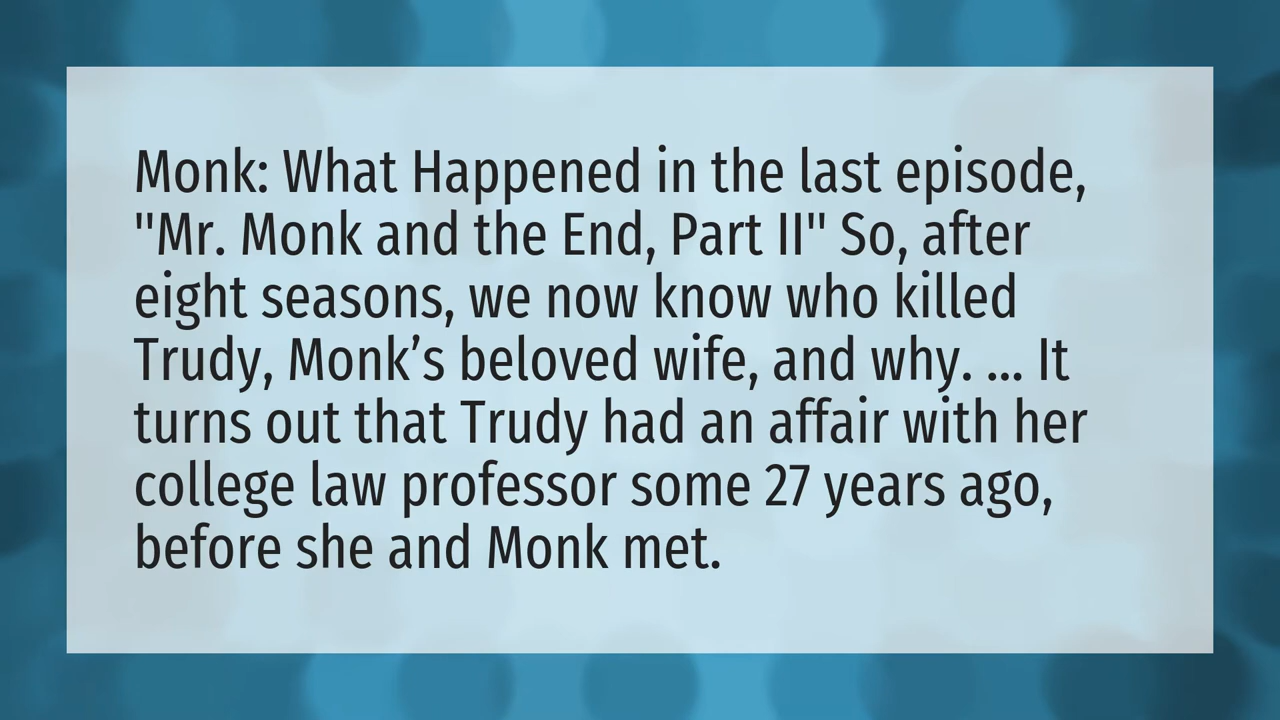 Monk: What Happened in the last episode,
"Mr. Monk and the End, Part II" So, after
eight seasons, we now know who killed
Trudy, Monk’s beloved wife, and why. ... It
turns out that Trudy had an affair with her
college law professor some 27 years ago,
before she and Monk met.